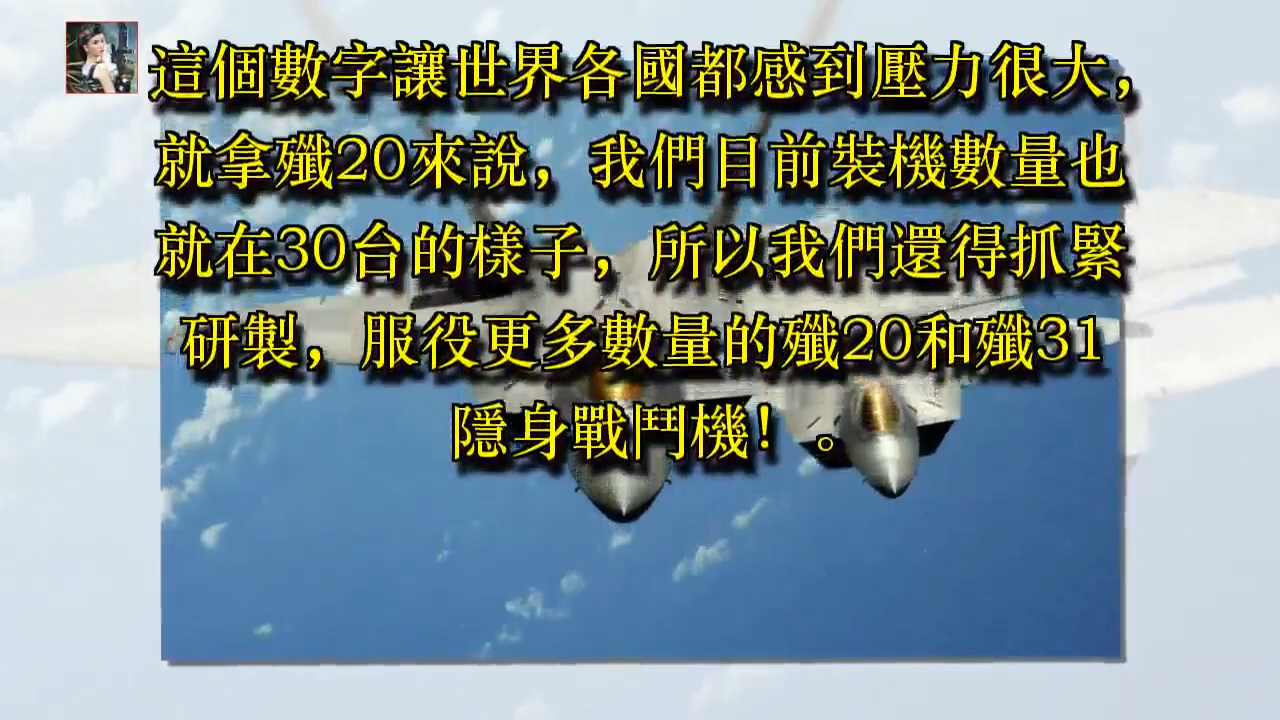 這個數字讓世界各國都感到壓力很大，
就拿殲20來說，我們目前裝機數量也
就在30台的樣子，所以我們還得抓緊
研製，服役更多數量的殲20和殲31
隱身戰鬥機！。